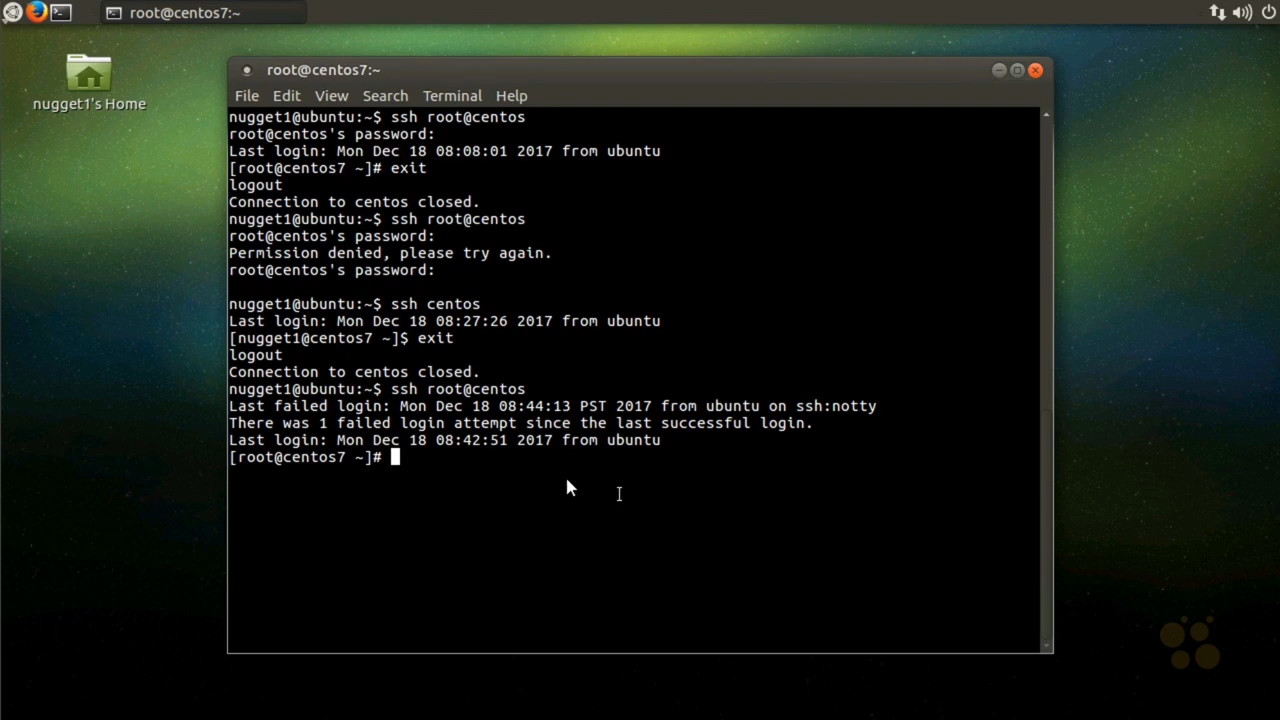 root@centos7:~
nugget1's Home
root@centos7:~
File Edit View Search Terminal Help
nugget1@ubuntu:~$ ssh root@centos
root@centos's password:
Last login: Mon Dec 18 08:08:01 2017 from ubuntu
[root@centos7 ~]# exit
logout
Connection to centos closed.
nugget1@ubuntu:~$ ssh root@centos
root@centos's password:
Permission denied, please try again.
root@centos's password:
nugget1@ubuntu:~$ ssh centos
Last login: Mon Dec 18 08:27:26 2017 from ubuntu
[nugget1@centos7 ~]$ exit
logout
Connection to centos closed.
nugget1@ubuntu:~$ ssh root@centos
Last failed login: Mon Dec 18 08:44:13 PST 2017 from ubuntu on ssh:notty
There was 1 failed login attempt since the last successful login.
Last login: Mon Dec 18 08:42:51 2017 from ubuntu
[root@centos7 ~]#